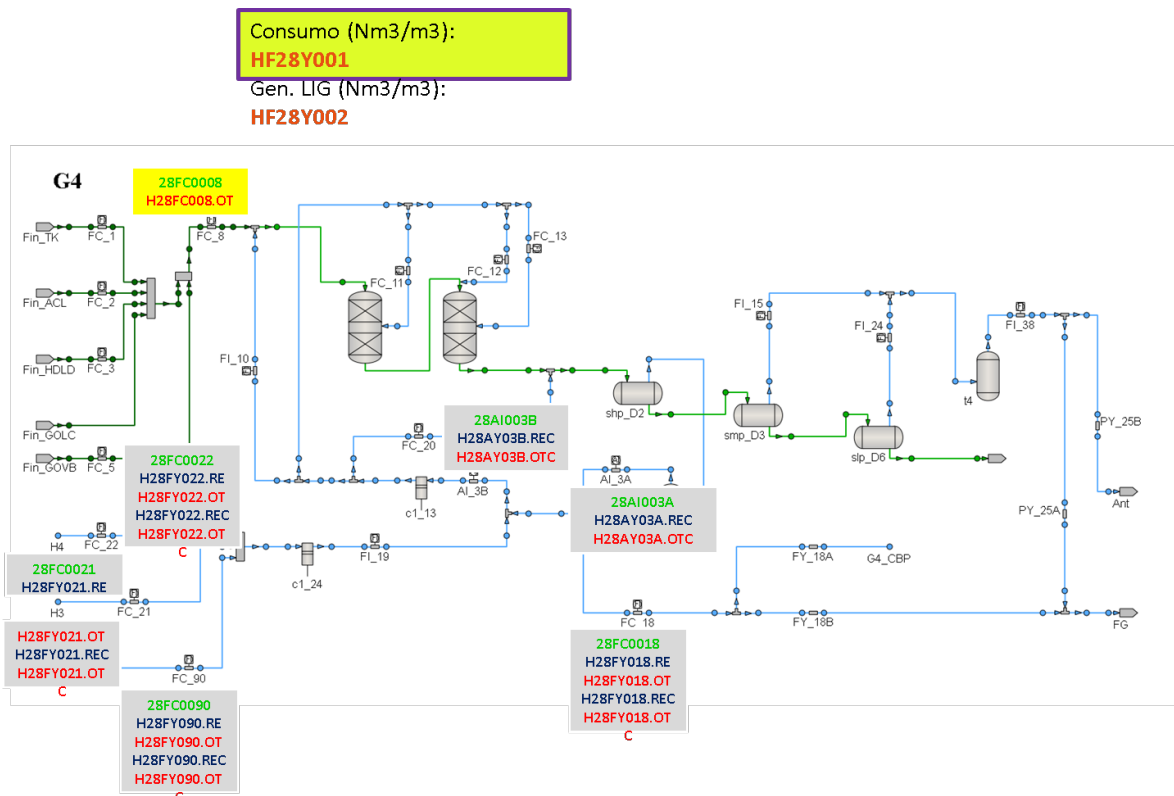 Consumo (Nm3/m3):
HF28Y001
Gen. LIG (Nm3/m3):
HF28Y002
G4
28FC0008
H28FC008.OT
Fin_TK
FC_1
FC_8
FC_13
FC_12
FC_11
Fin_ACL
FC_2
FI_15
FI_24
FI_38
FI_10
Fin_HDLD
FC_3
shp_D2
t4
smp_D3
PY_25B
28AI003B
H28AY03B.REC
H28AY03B.OTC
Fin_GOLC
FC_20
slp_D6
Fin_GOVB
FC_5
28FC0022
H28FY022.RE
H28FY022.OT
H28FY022.REC
H28FY022.OT
C
AI_3B
AI_3A
c1_13
28AI003A
H28AY03A.REC
H28AY03A.OTC
Ant
PY_25A
H4
FC_22
FI_19
FY_18A
G4_CBP
c1_24
28FC0021
H28FY021.RE
H3
FC_21
FC_18
FY_18B
FG
H28FY021.OT
H28FY021.REC
H28FY021.OT
C
FC_90
28FC0018
H28FY018.RE
H28FY018.OT
H28FY018.REC
H28FY018.OT
C
28FC0090
H28FY090.RE
H28FY090.OT
H28FY090.REC
H28FY090.OT